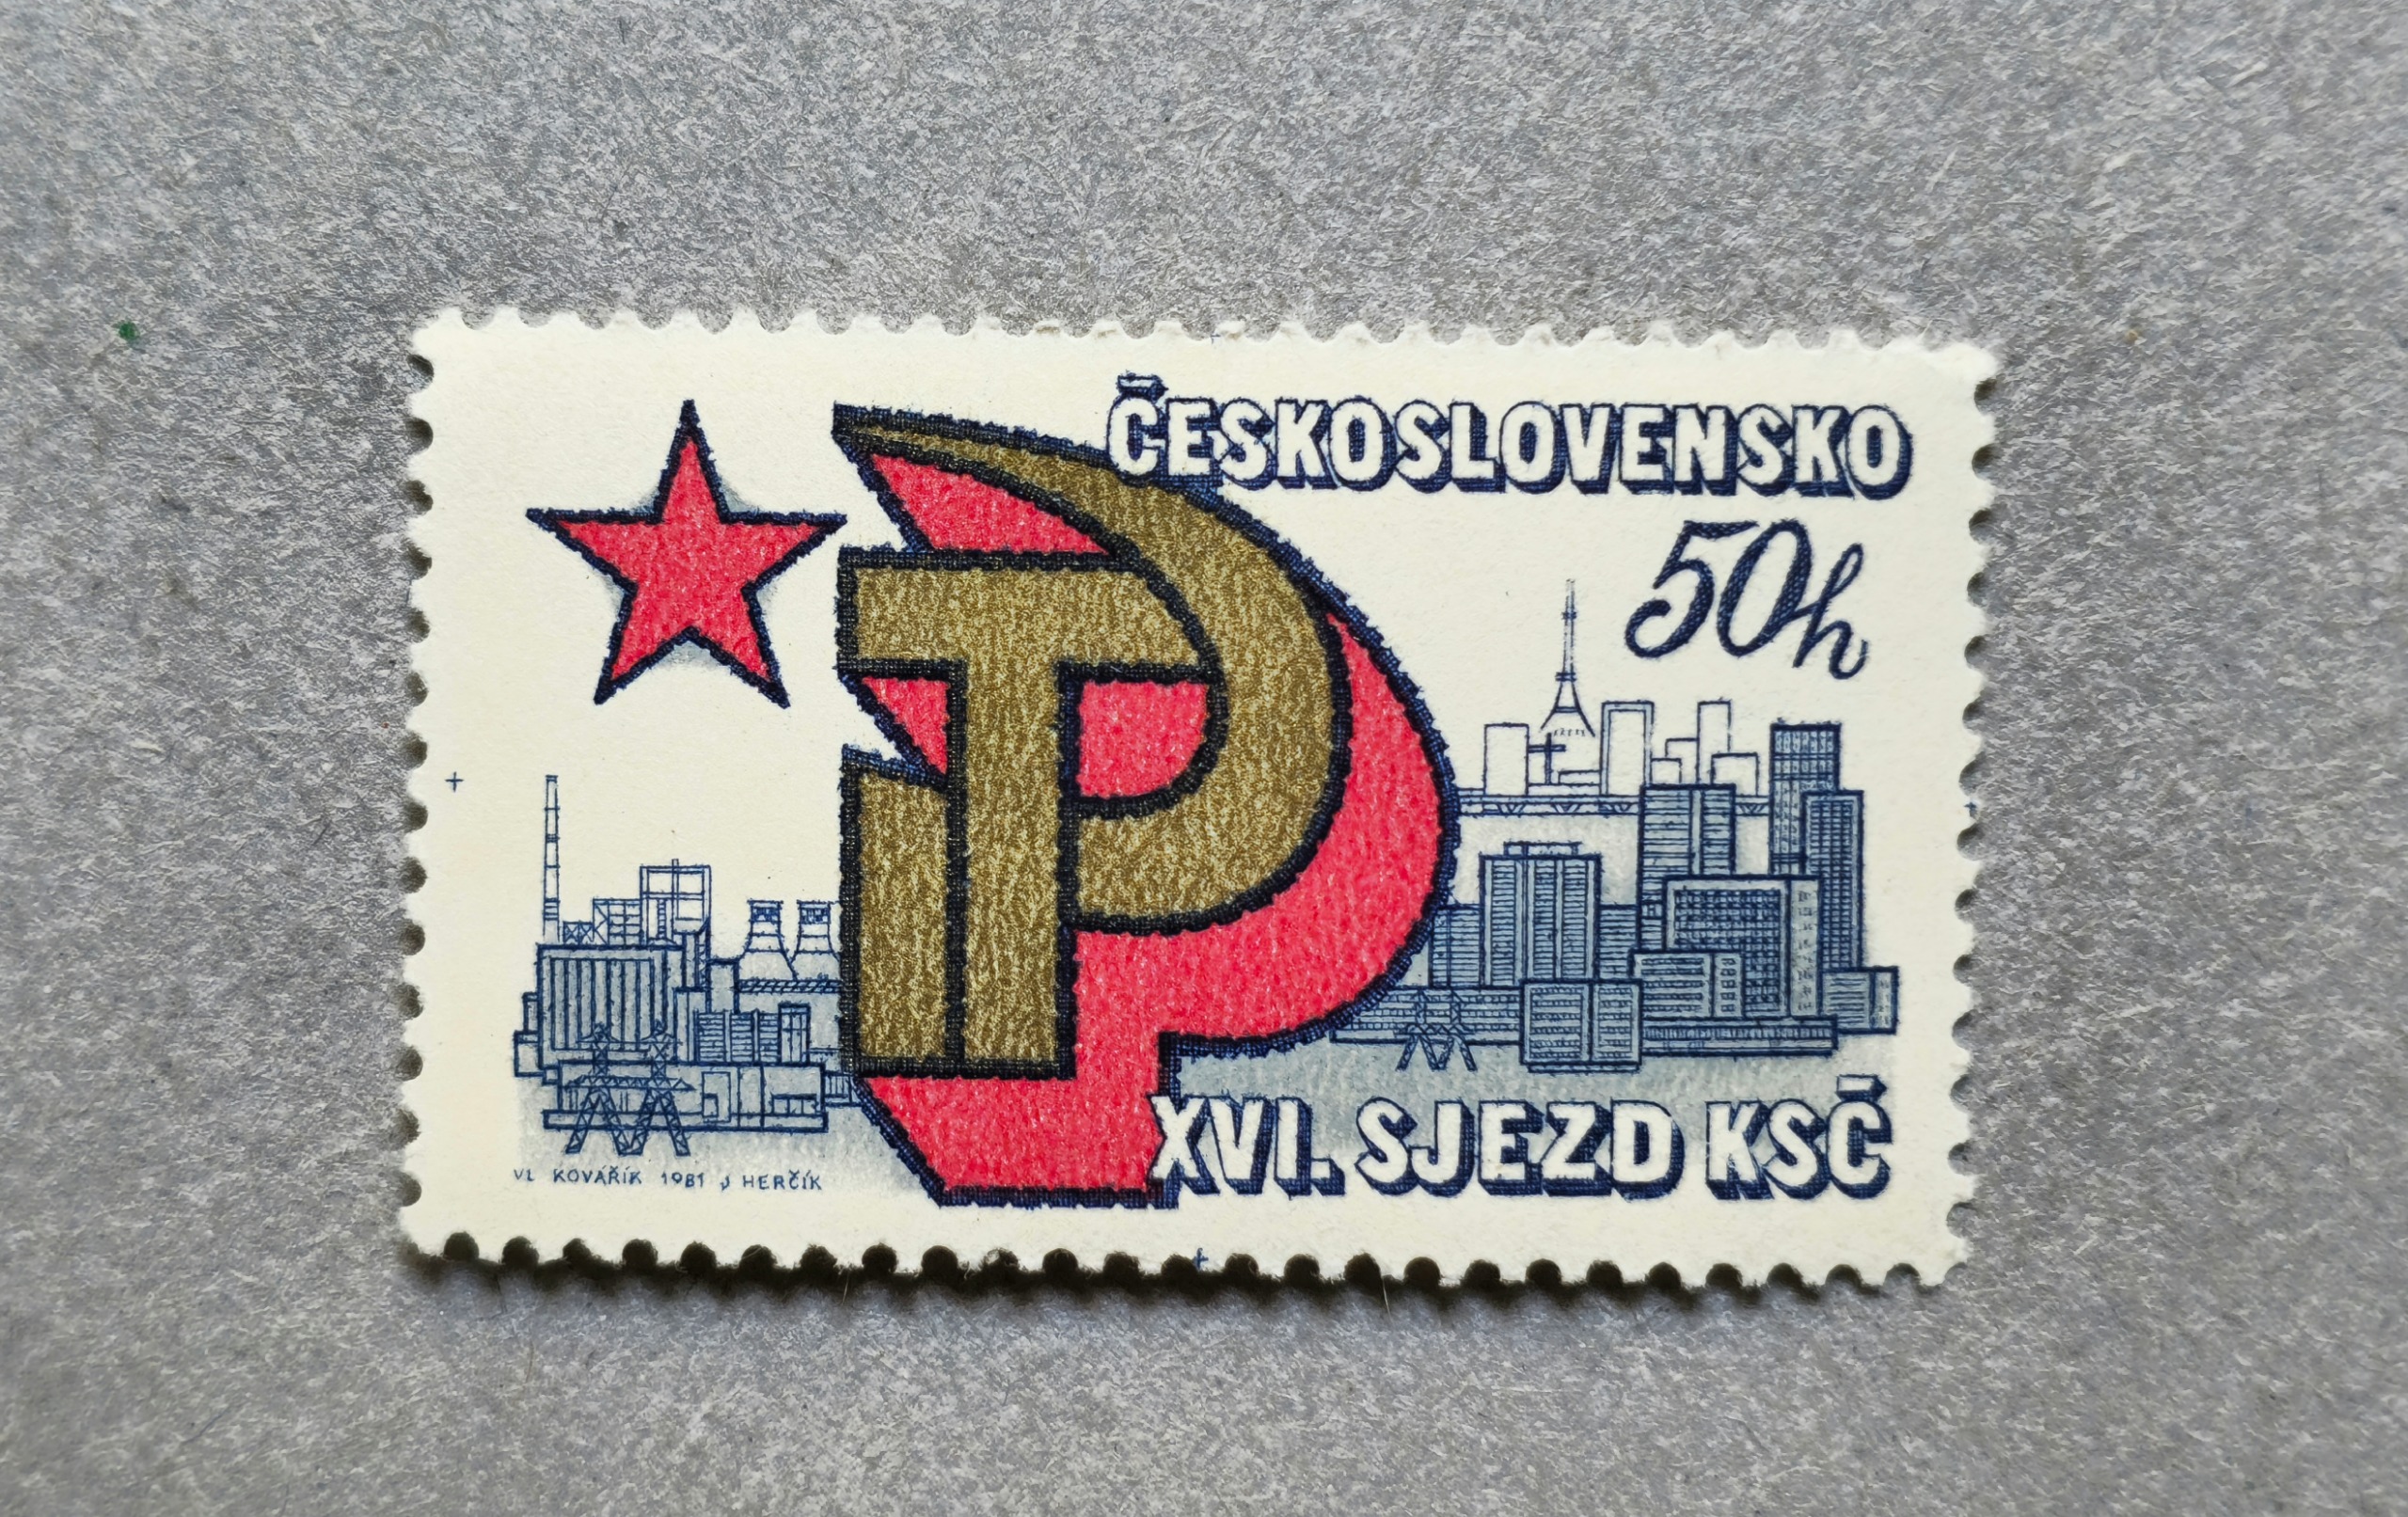 ČESKOSLOVENSKO
50h
XVI. SJEZD KSČ
VL KOVAŘÍK 1981 J HERČÍK